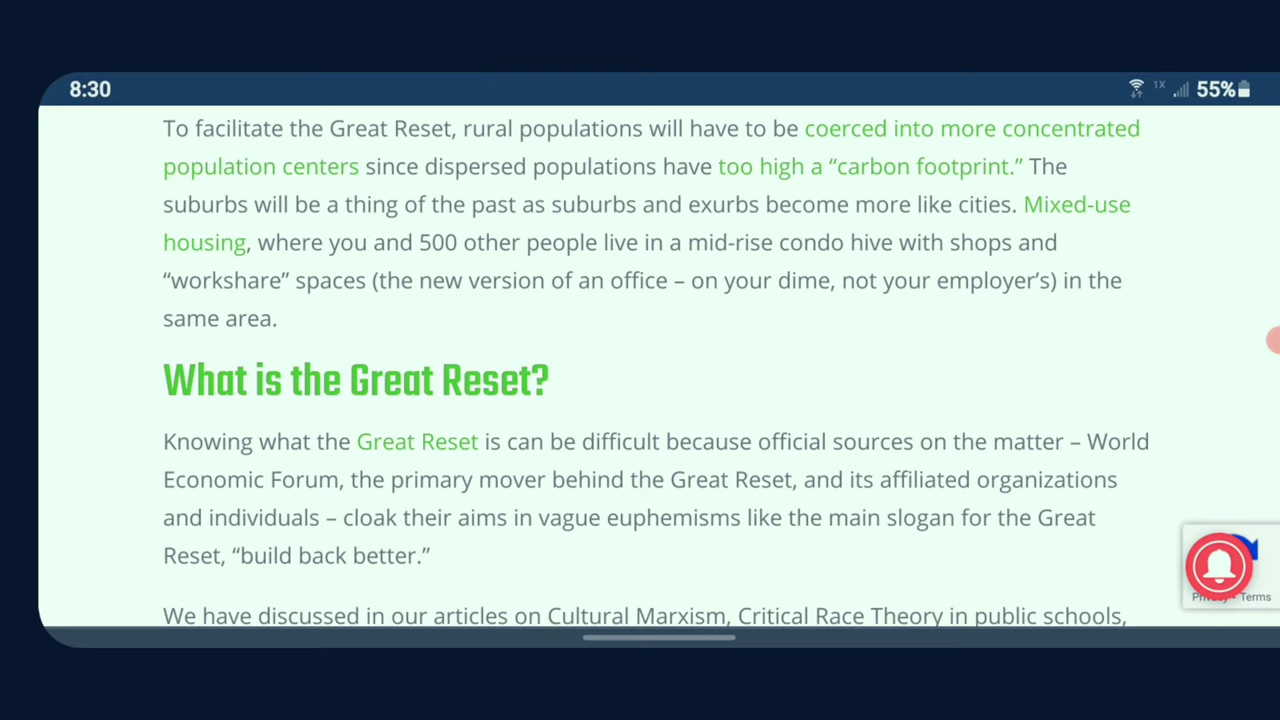 8:30
1X
55%
To facilitate the Great Reset, rural populations will have to be coerced into more concentrated
population centers since dispersed populations have too high a “carbon footprint.” The
suburbs will be a thing of the past as suburbs and exurbs become more like cities. Mixed-use
housing, where you and 500 other people live in a mid-rise condo hive with shops and
“workshare” spaces (the new version of an office – on your dime, not your employer’s) in the
same area.
What is the Great Reset?
Knowing what the Great Reset is can be difficult because official sources on the matter – World
Economic Forum, the primary mover behind the Great Reset, and its affiliated organizations
and individuals – cloak their aims in vague euphemisms like the main slogan for the Great
Reset, “build back better.”
Terms
We have discussed in our articles on Cultural Marxism, Critical Race Theory in public schools,